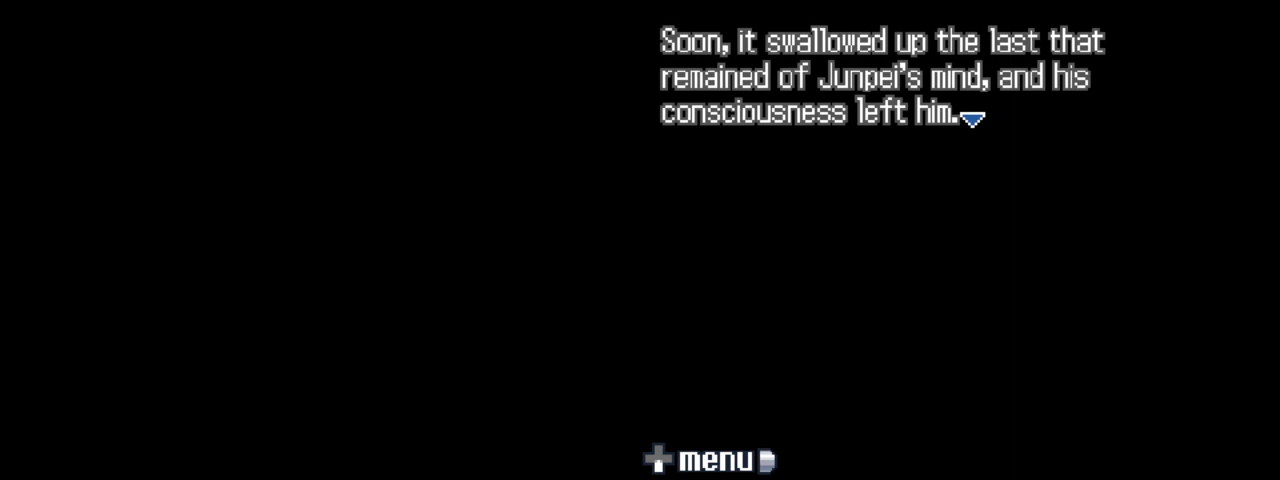 Soon, it swallowed up the last that
remained of Junpei's mind, and his
consciousness left him.
menu